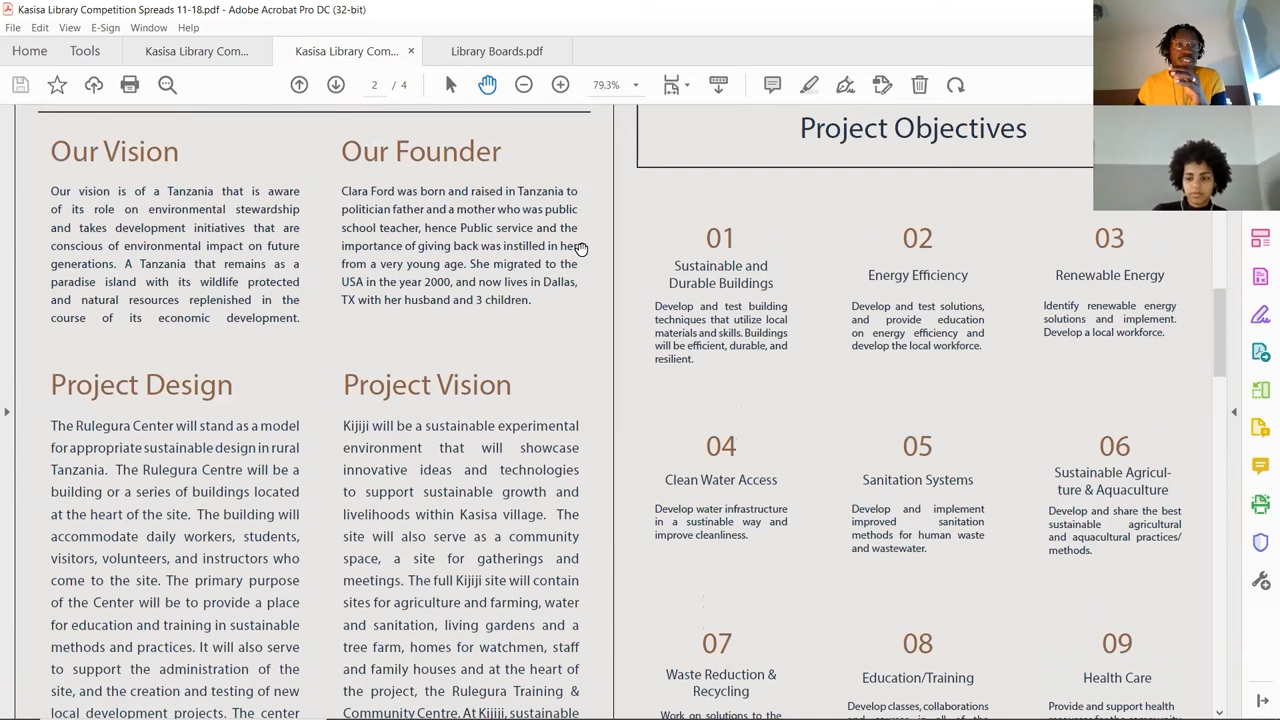 Kasisa Library Competition Spreads 11-18.pdf - Adobe Acrobat Pro DC (32-bit)
File Edit View E-Sign Window Help
Home Tools Kasisa Library Com... Kasisa Library Com... × Library Boards.pdf
2 / 4 79.3%
Our Vision
Our vision is of a Tanzania that is aware
of its role on environmental stewardship
and takes development initiatives that are
conscious of environmental impact on future
generations. A Tanzania that remains as a
paradise island with its wildlife protected
and natural resources replenished in the
course of its economic development.
Our Founder
Clara Ford was born and raised in Tanzania to
politician father and a mother who was public
school teacher, hence Public service and the
importance of giving back was instilled in her
from a very young age. She migrated to the
USA in the year 2000, and now lives in Dallas,
TX with her husband and 3 children.
Project Design
The Rulegura Center will stand as a model
for appropriate sustainable design in rural
Tanzania. The Rulegura Centre will be a
building or a series of buildings located
at the heart of the site. The building will
accommodate daily workers, students,
visitors, volunteers, and instructors who
come to the site. The primary purpose
of the Center will be to provide a place
for education and training in sustainable
methods and practices. It will also serve
to support the administration of the
site, and the creation and testing of new
local development projects. The center
Project Vision
Kijiji will be a sustainable experimental
environment that will showcase
innovative ideas and technologies
to support sustainable growth and
livelihoods within Kasisa village. The
site will also serve as a community
space, a site for gatherings and
meetings. The full Kijiji site will contain
sites for agriculture and farming, water
and sanitation, living gardens and a
tree farm, homes for watchmen, staff
and family houses and at the heart of
the project, the Rulegura Training &
Community Centre. At Kijiji, sustainable
Project Objectives
01
Sustainable and
Durable Buildings
Develop and test building
techniques that utilize local
materials and skills. Buildings
will be efficient, durable, and
resilient.
02
Energy Efficiency
Develop and test solutions,
and provide education
on energy efficiency and
develop the local workforce.
03
Renewable Energy
Identify renewable energy
solutions and implement.
Develop a local workforce.
04
Clean Water Access
Develop water infrastructure
in a sustinable way and
improve cleanliness.
05
Sanitation Systems
Develop and implement
improved sanitation
methods for human waste
and wastewater.
06
Sustainable Agricul-
ture & Aquaculture
Develop and share the best
sustainable agricultural
and aquacultural practices/
methods.
07
Waste Reduction &
Recycling
Work on solutions to the
08
Education/Training
Develop classes, collaborations
09
Health Care
Provide and support health